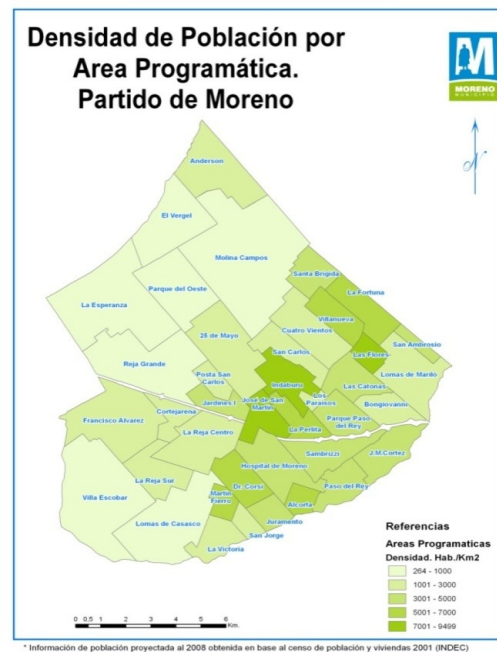 Densidad de Población por
Area Programática.
Partido de Moreno
M
MORENO
MUNICIPIO
N
Anderson
El Vergel
Molina Campos
Santa Brigida
Parque del Oeste
La Fortuna
La Esperanza
Villanueva
25 de Mayo
Cuatro Vientos
San Ambrosio
San Carlos
Las Flores
Reja Grande
Posta San
Carlos
Lomas de Marilo
Indaburu
Las Catonas
Los
Paraisos
Jardines I
Jose de San
Martin
Bongiovanni
Cortejarena
Francisco Alvarez
Parque Paso
del Rey
La Perlita
La Reja Centro
Sambrizzi
J.M.Cortez
Hospital de Moreno
La Reja Sur
Dr. Corsi
Paso del Rey
Villa Escobar
Martin
Fierro
Alcorta
Lomas de Casasco
Juramento
San Jorge
La Victoria
Referencias
Areas Programaticas
Densidad. Hab./Km2
264 - 1000
1001 - 3000
3001 - 5000
5001 - 7000
7001 - 9499
0 0,5 1 2 3 4 5 6
Km.
* Información de población proyectada al 2008 obtenida en base al censo de población y viviendas 2001 (INDEC)